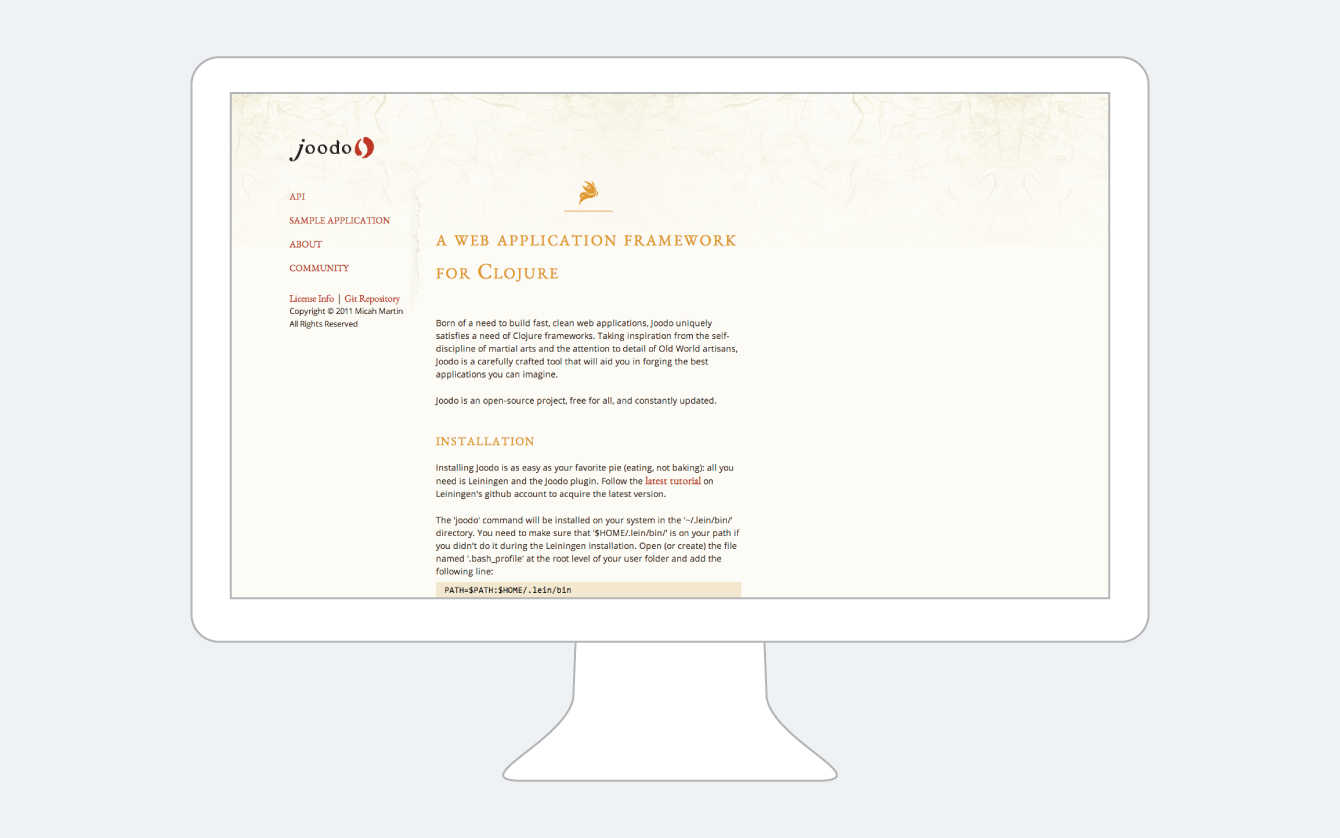 joodo
API
SAMPLE APPLICATION
ABOUT
COMMUNITY
License Info | Git Repository
Copyright © 2011 Micah Martin
All Rights Reserved
A WEB APPLICATION FRAMEWORK
FOR CLOJURE
Born of a need to build fast, clean web applications, Joodo uniquely
satisfies a need of Clojure frameworks. Taking inspiration from the self-
discipline of martial arts and the attention to detail of Old World artisans,
Joodo is a carefully crafted tool that will aid you in forging the best
applications you can imagine.
Joodo is an open-source project, free for all, and constantly updated.
INSTALLATION
Installing Joodo is as easy as your favorite pie (eating, not baking): all you
need is Leiningen and the Joodo plugin. Follow the latest tutorial on
Leiningen's github account to acquire the latest version.
The 'joodo' command will be installed on your system in the '~/.lein/bin/'
directory. You need to make sure that '$HOME/.lein/bin/' is on your path if
you didn't do it during the Leiningen installation. Open (or create) the file
named '.bash_profile' at the root level of your user folder and add the
following line:
PATH=$PATH:$HOME/.lein/bin